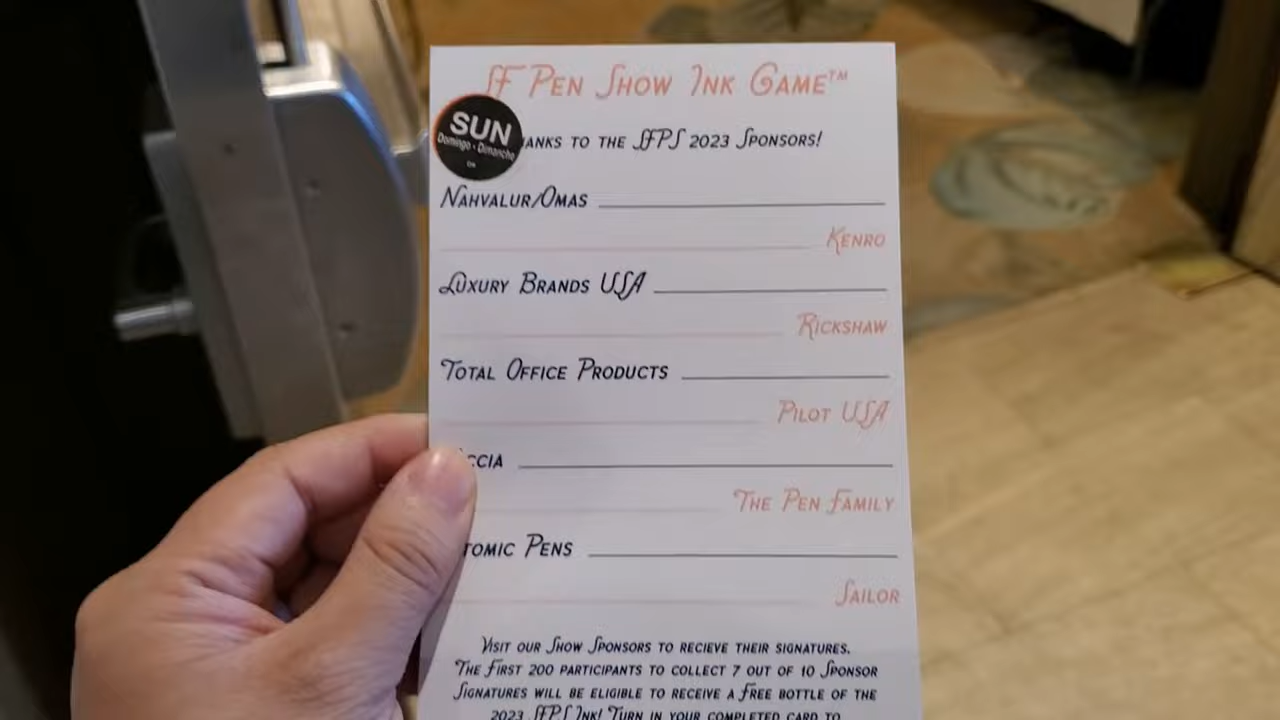 SF PEN SHOW INK GAME™
SUN
Domingo - Dimanche
ANKS TO THE SFPS 2023 SPONSORS!
NAHVALUR/OMAS
KENRO
LUXURY BRANDS USA
RICKSHAW
TOTAL OFFICE PRODUCTS
PILOT USA
CCIA
THE PEN FAMILY
TOMIC PENS
SAILOR
VISIT OUR SHOW SPONSORS TO RECIEVE THEIR SIGNATURES.
THE FIRST 200 PARTICIPANTS TO COLLECT 7 OUT OF 10 SPONSOR
SIGNATURES WILL BE ELIGIBLE TO RECEIVE A FREE BOTTLE OF THE
2023 SFPS INK! TURN IN YOUR COMPLETED CARD TO